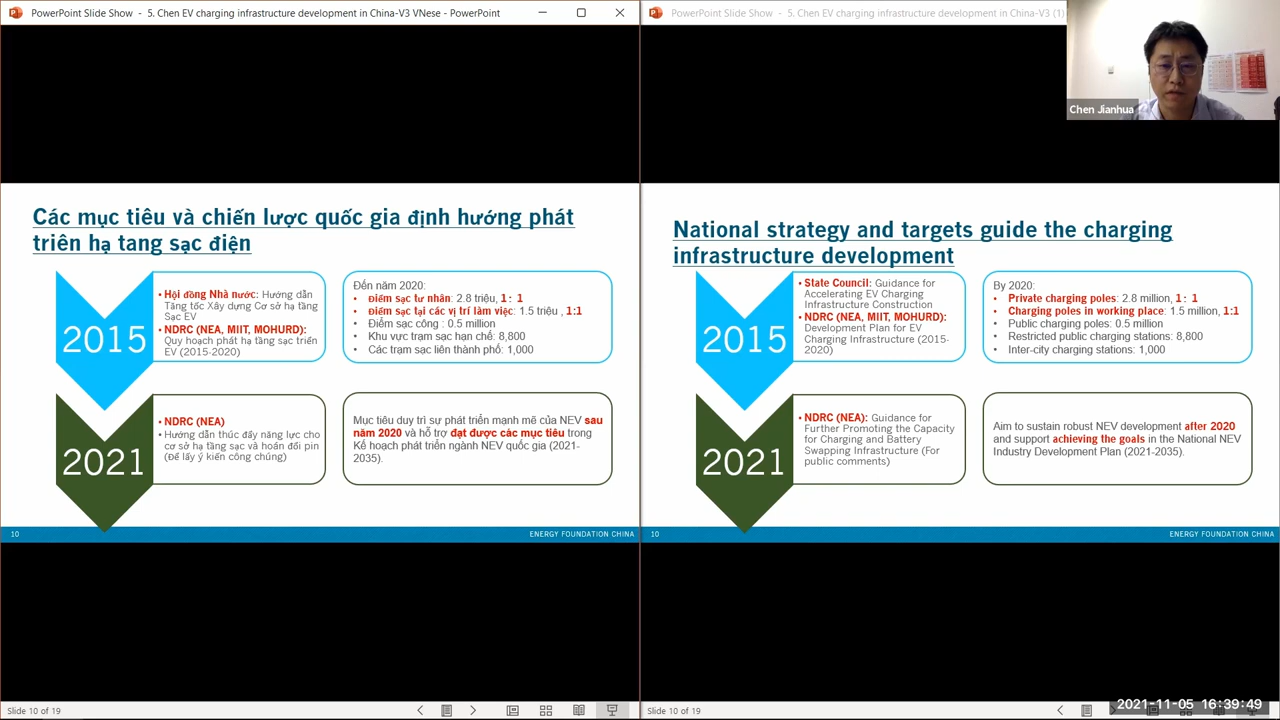 PowerPoint Slide Show - 5. Chen EV charging infrastructure development in China-V3 VNese - PowerPoint
Các mục tiêu và chiến lược quốc gia định hướng phát
triên hạ tang sạc điện
2015
• Hội đồng Nhà nước: Hướng dẫn
Tăng tốc Xây dựng Cơ sở hạ tầng
Sạc EV
• NDRC (NEA, MIIT, MOHURD):
Quy hoạch phát hạ tầng sạc triển
EV (2015-2020)
Đến năm 2020:
• Điểm sạc tư nhân: 2.8 triệu, 1: 1
• Điểm sạc tại các vị trí làm việc: 1.5 triệu , 1:1
• Điểm sạc công : 0.5 million
• Khu vực trạm sạc hạn chế: 8,800
• Các trạm sạc liên thành phố: 1,000
2021
• NDRC (NEA)
• Hướng dẫn thúc đẩy năng lực cho
cơ sở hạ tầng sạc và hoán đổi pin
(Để lấy ý kiến công chúng)
Mục tiêu duy trì sự phát triển mạnh mẽ của NEV sau
năm 2020 và hỗ trợ đạt được các mục tiêu trong
Kế hoạch phát triển ngành NEV quốc gia (2021-
2035).
10
ENERGY FOUNDATION CHINA
Slide 10 of 19
PowerPoint Slide Show - 5. Chen EV charging infrastructure development in China-V3 (1)
Chen Jianhua
National strategy and targets guide the charging
infrastructure development
2015
• State Council: Guidance for
Accelerating EV Charging
Infrastructure Construction
• NDRC (NEA, MIIT, MOHURD):
Development Plan for EV
Charging Infrastructure (2015-
2020)
By 2020:
• Private charging poles: 2.8 million, 1: 1
• Charging poles in working place: 1.5 million, 1:1
• Public charging poles: 0.5 million
• Restricted public charging stations: 8,800
• Inter-city charging stations: 1,000
2021
• NDRC (NEA): Guidance for
Further Promoting the Capacity
for Charging and Battery
Swapping Infrastructure (For
public comments)
Aim to sustain robust NEV development after 2020
and support achieving the goals in the National NEV
Industry Development Plan (2021-2035).
10
ENERGY FOUNDATION CHINA
Slide 10 of 19
2021-11-05 16:39:49